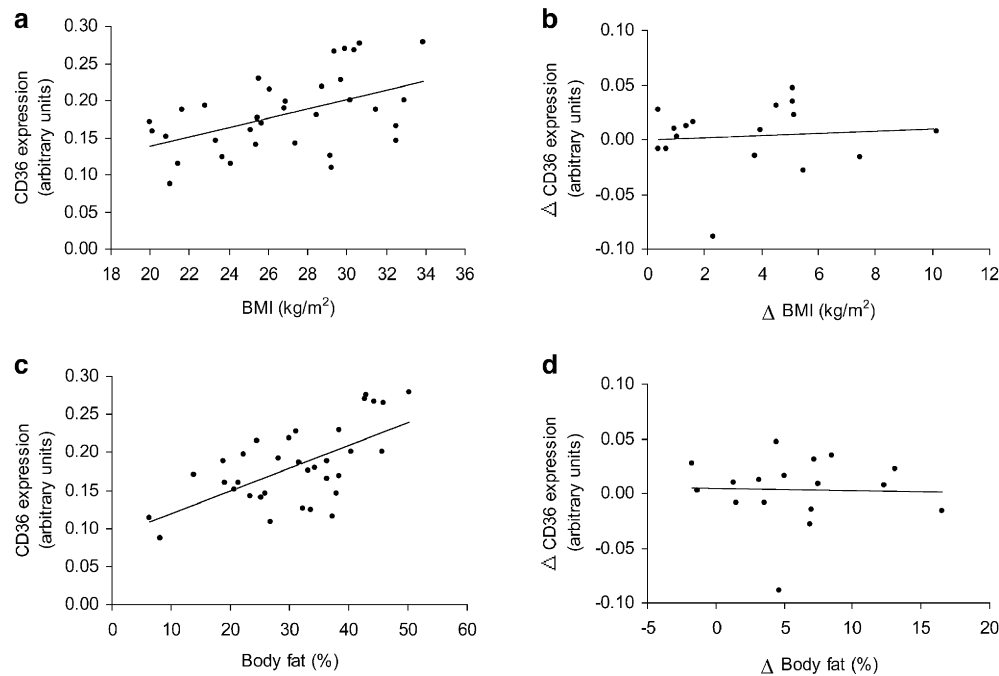 a
CD36 expression
(arbitrary units)
0.30
0.25
0.20
0.15
0.10
0.05
0.00
18 20 22 24 26 28 30 32 34 36
BMI (kg/m²)
b
Δ CD36 expression
(arbitrary units)
0.10
0.05
0.00
-0.05
-0.10
0 2 4 6 8 10 12
Δ BMI (kg/m²)
c
CD36 expression
(arbitrary units)
0.30
0.25
0.20
0.15
0.10
0.05
0.00
0 10 20 30 40 50 60
Body fat (%)
d
Δ CD36 expression
(arbitrary units)
0.10
0.05
0.00
-0.05
-0.10
-5 0 5 10 15 20
Δ Body fat (%)